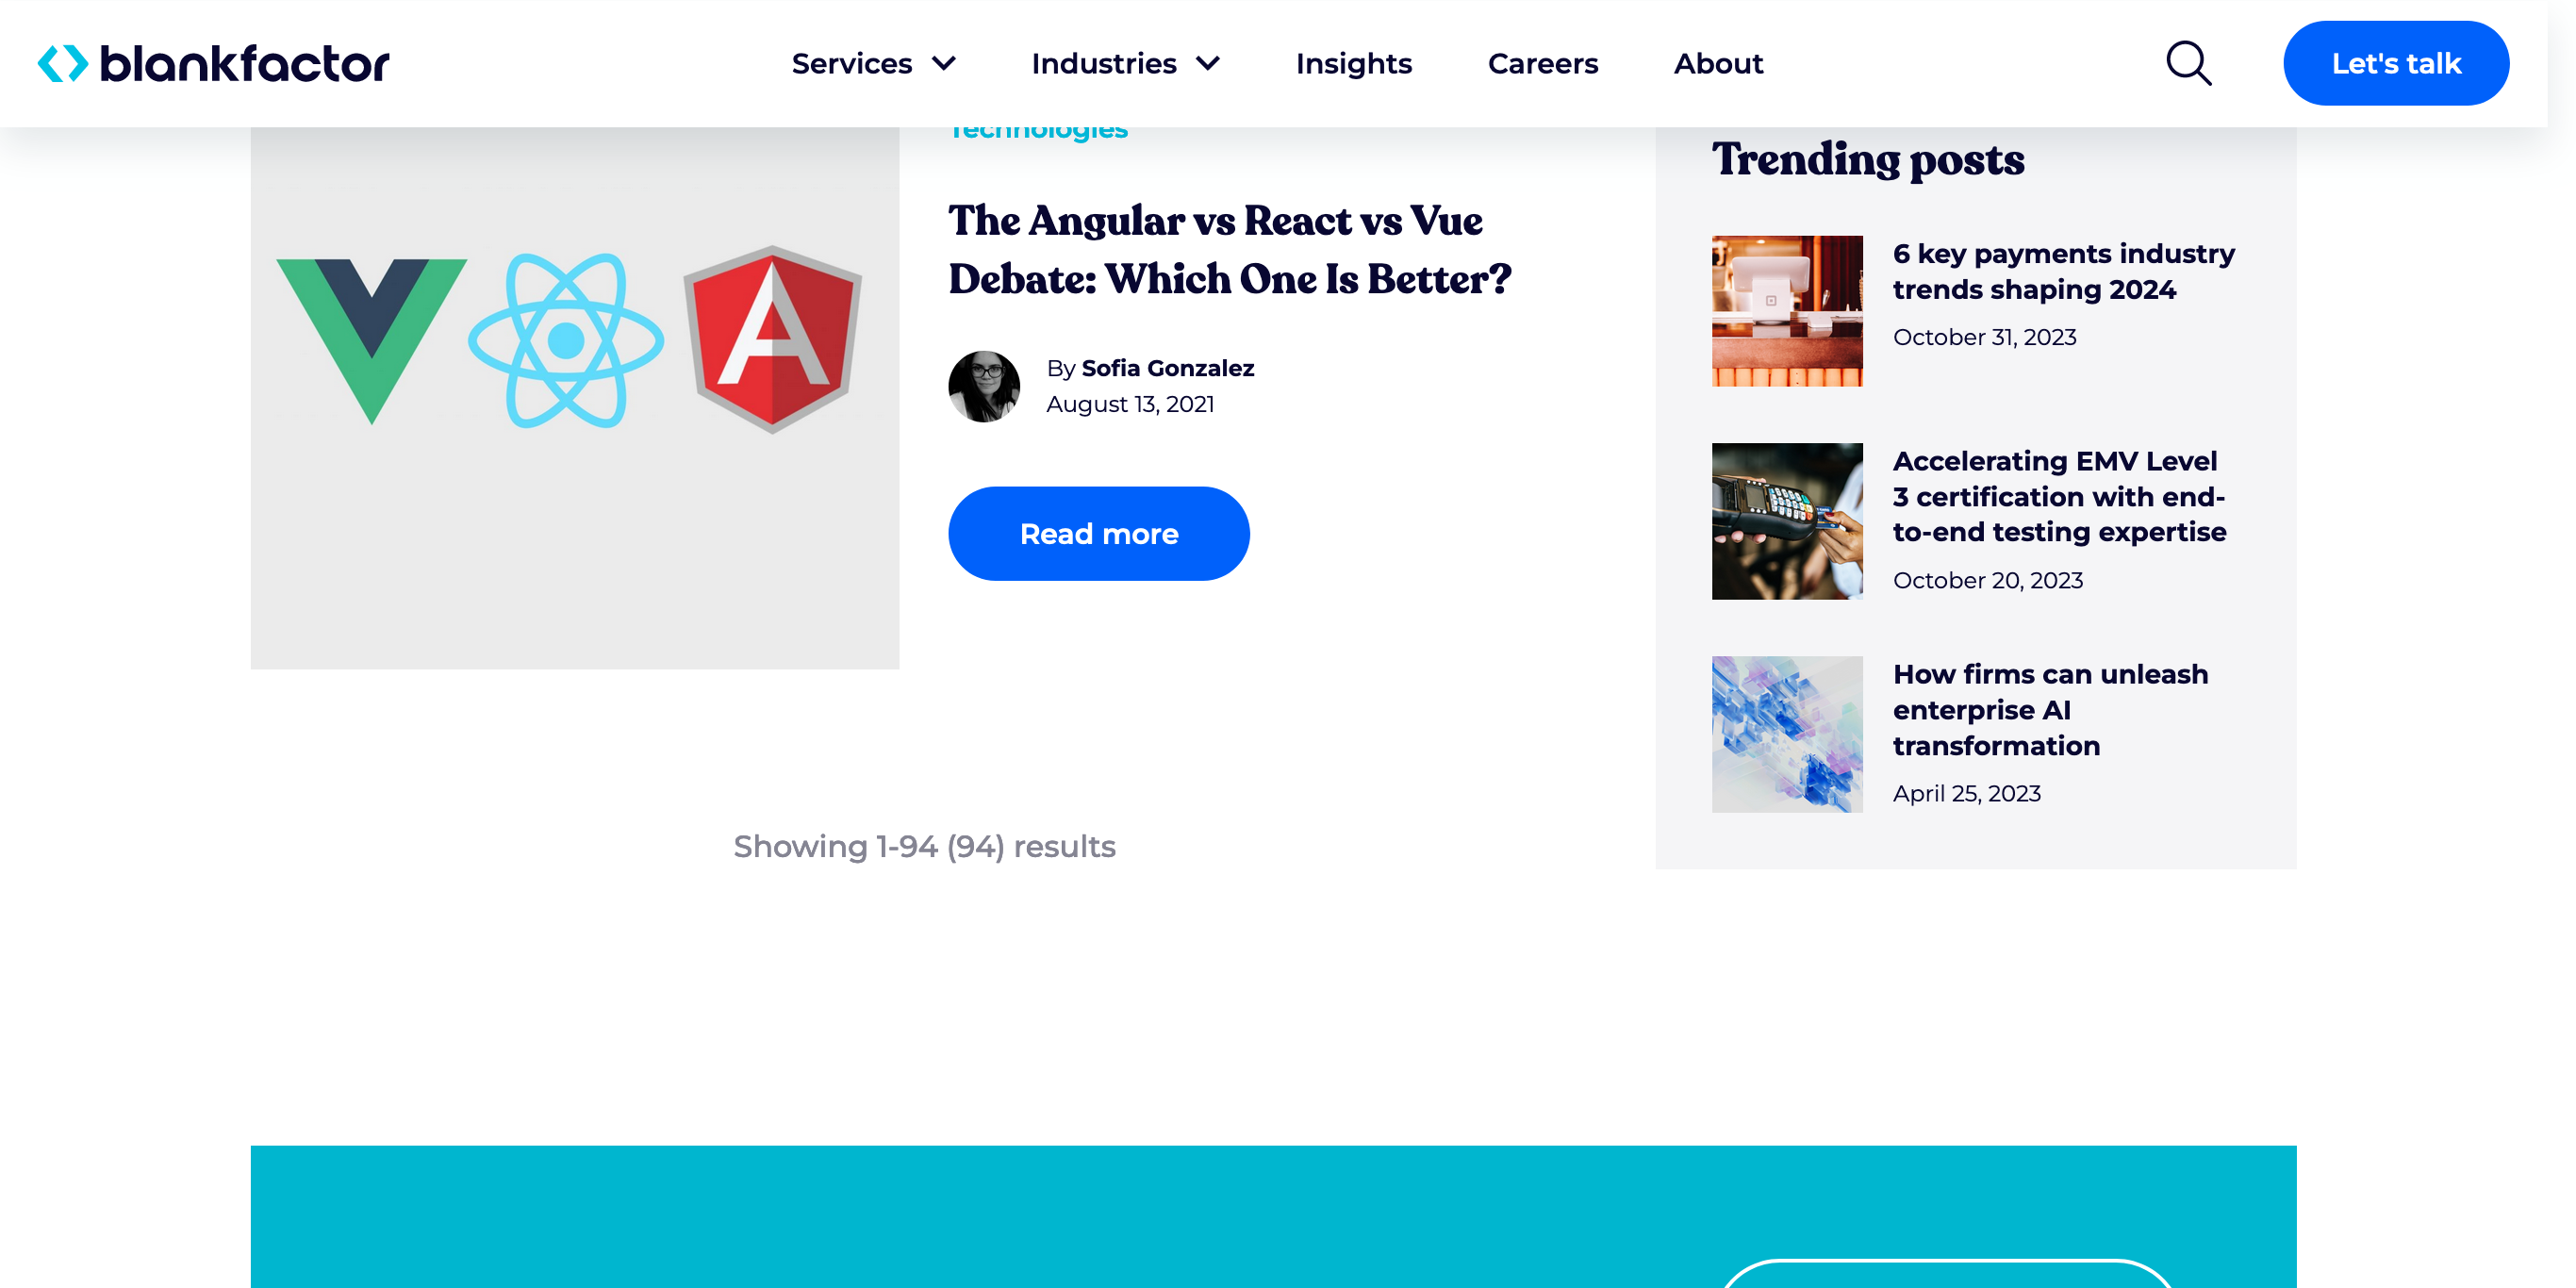 blankfactor
Services
Industries
Insights
Careers
About
Let's talk
Technologies
The Angular vs React vs Vue
Debate: Which One Is Better?
By Sofia Gonzalez
August 13, 2021
Read more
Showing 1-94 (94) results
Trending posts
6 key payments industry
trends shaping 2024
October 31, 2023
Accelerating EMV Level
3 certification with end-
to-end testing expertise
October 20, 2023
How firms can unleash
enterprise AI
transformation
April 25, 2023